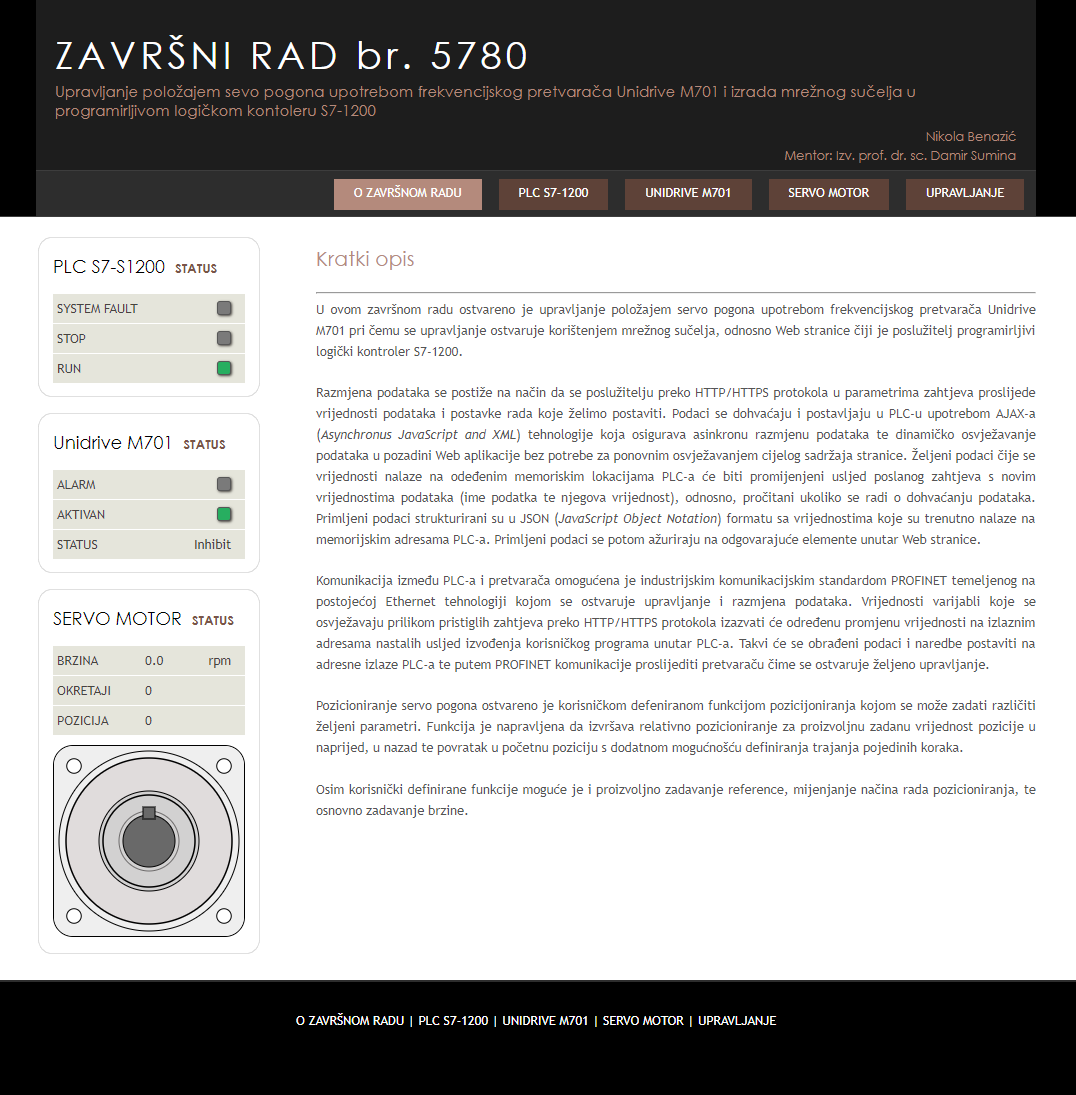 ZAVRŠNI RAD br. 5780
Upravljanje položajem sevo pogona upotrebom frekvencijskog pretvarača Unidrive M701 i izrada mrežnog sučelja u
programirljivom logičkom kontoleru S7-1200
Nikola Benazić
Mentor: Izv. prof. dr. sc. Damir Sumina
O ZAVRŠNOM RADU PLC S7-1200 UNIDRIVE M701 SERVO MOTOR UPRAVLJANJE
PLC S7-S1200 STATUS
SYSTEM FAULT
STOP
RUN
Unidrive M701 STATUS
ALARM
AKTIVAN
STATUS Inhibit
SERVO MOTOR STATUS
BRZINA 0.0 rpm
OKRETAJI 0
POZICIJA 0
Kratki opis
U ovom završnom radu ostvareno je upravljanje položajem servo pogona upotrebom frekvencijskog pretvarača Unidrive
M701 pri čemu se upravljanje ostvaruje korištenjem mrežnog sučelja, odnosno Web stranice čiji je poslužitelj programirljivi
logički kontroler S7-1200.
Razmjena podataka se postiže na način da se poslužitelju preko HTTP/HTTPS protokola u parametrima zahtjeva proslijede
vrijednosti podataka i postavke rada koje želimo postaviti. Podaci se dohvaćaju i postavljaju u PLC-u upotrebom AJAX-a
(Asynchronus JavaScript and XML) tehnologije koja osigurava asinkronu razmjenu podataka te dinamičko osvježavanje
podataka u pozadini Web aplikacije bez potrebe za ponovnim osvježavanjem cijelog sadržaja stranice. Željeni podaci čije se
vrijednosti nalaze na odeđenim memoriskim lokacijama PLC-a će biti promijenjeni usljed poslanog zahtjeva s novim
vrijednostima podataka (ime podatka te njegova vrijednost), odnosno, pročitani ukoliko se radi o dohvaćanju podataka.
Primljeni podaci strukturirani su u JSON (JavaScript Object Notation) formatu sa vrijednostima koje su trenutno nalaze na
memorijskim adresama PLC-a. Primljeni podaci se potom ažuriraju na odgovarajuće elemente unutar Web stranice.
Komunikacija između PLC-a i pretvarača omogućena je industrijskim komunikacijskim standardom PROFINET temeljenog na
postojećoj Ethernet tehnologiji kojom se ostvaruje upravljanje i razmjena podataka. Vrijednosti varijabli koje se
osvježavaju prilikom pristiglih zahtjeva preko HTTP/HTTPS protokola izazvati će određenu promjenu vrijednosti na izlaznim
adresama nastalih usljed izvođenja korisničkog programa unutar PLC-a. Takvi će se obrađeni podaci i naredbe postaviti na
adresne izlaze PLC-a te putem PROFINET komunikacije proslijediti pretvaraču čime se ostvaruje željeno upravljanje.
Pozicioniranje servo pogona ostvareno je korisničkom defeniranom funkcijom pozicijoniranja kojom se može zadati različiti
željeni parametri. Funkcija je napravljena da izvršava relativno pozicioniranje za proizvoljnu zadanu vrijednost pozicije u
naprijed, u nazad te povratak u početnu poziciju s dodatnom mogućnošću definiranja trajanja pojedinih koraka.
Osim korisnički definirane funkcije moguće je i proizvoljno zadavanje reference, mijenjanje načina rada pozicioniranja, te
osnovno zadavanje brzine.
O ZAVRŠNOM RADU | PLC S7-1200 | UNIDRIVE M701 | SERVO MOTOR | UPRAVLJANJE